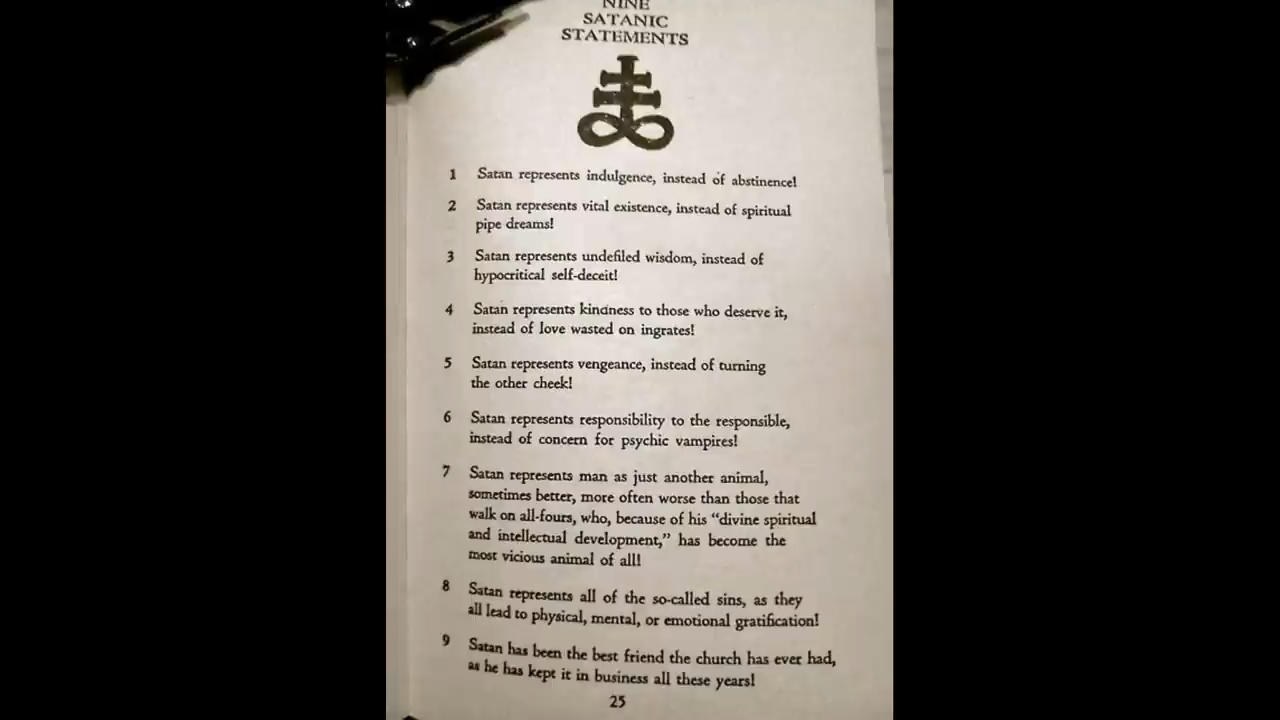 NINE
SATANIC
STATEMENTS
1 Satan represents indulgence, instead of abstinence!
2 Satan represents vital existence, instead of spiritual
pipe dreams!
3 Satan represents undefiled wisdom, instead of
hypocritical self-deceit!
4 Satan represents kindness to those who deserve it,
instead of love wasted on ingrates!
5 Satan represents vengeance, instead of turning
the other cheek!
6 Satan represents responsibility to the responsible,
instead of concern for psychic vampires!
7 Satan represents man as just another animal,
sometimes better, more often worse than those that
walk on all-fours, who, because of his “divine spiritual
and intellectual development,” has become the
most vicious animal of all!
8 Satan represents all of the so-called sins, as they
all lead to physical, mental, or emotional gratification!
9 Satan has been the best friend the church has ever had,
as he has kept it in business all these years!
25